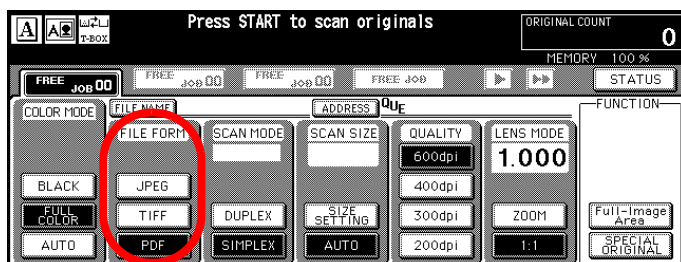 Press START to scan originals
ORIGINAL COUNT
0
A A T-BOX
MEMORY 100 %
FREE JOB 00 FREE JOB 00 FREE JOB 00 FREE JOB STATUS
COLOR MODE FILE NAME ADDRESS QUE FUNCTION
FILE FORM SCAN MODE SCAN SIZE QUALITY LENS MODE
600dpi 1.000
BLACK JPEG 400dpi
FULL COLOR TIFF DUPLEX SIZE SETTING 300dpi ZOOM Full-Image Area
AUTO PDF SIMPLEX AUTO 200dpi 1:1 SPECIAL ORIGINAL